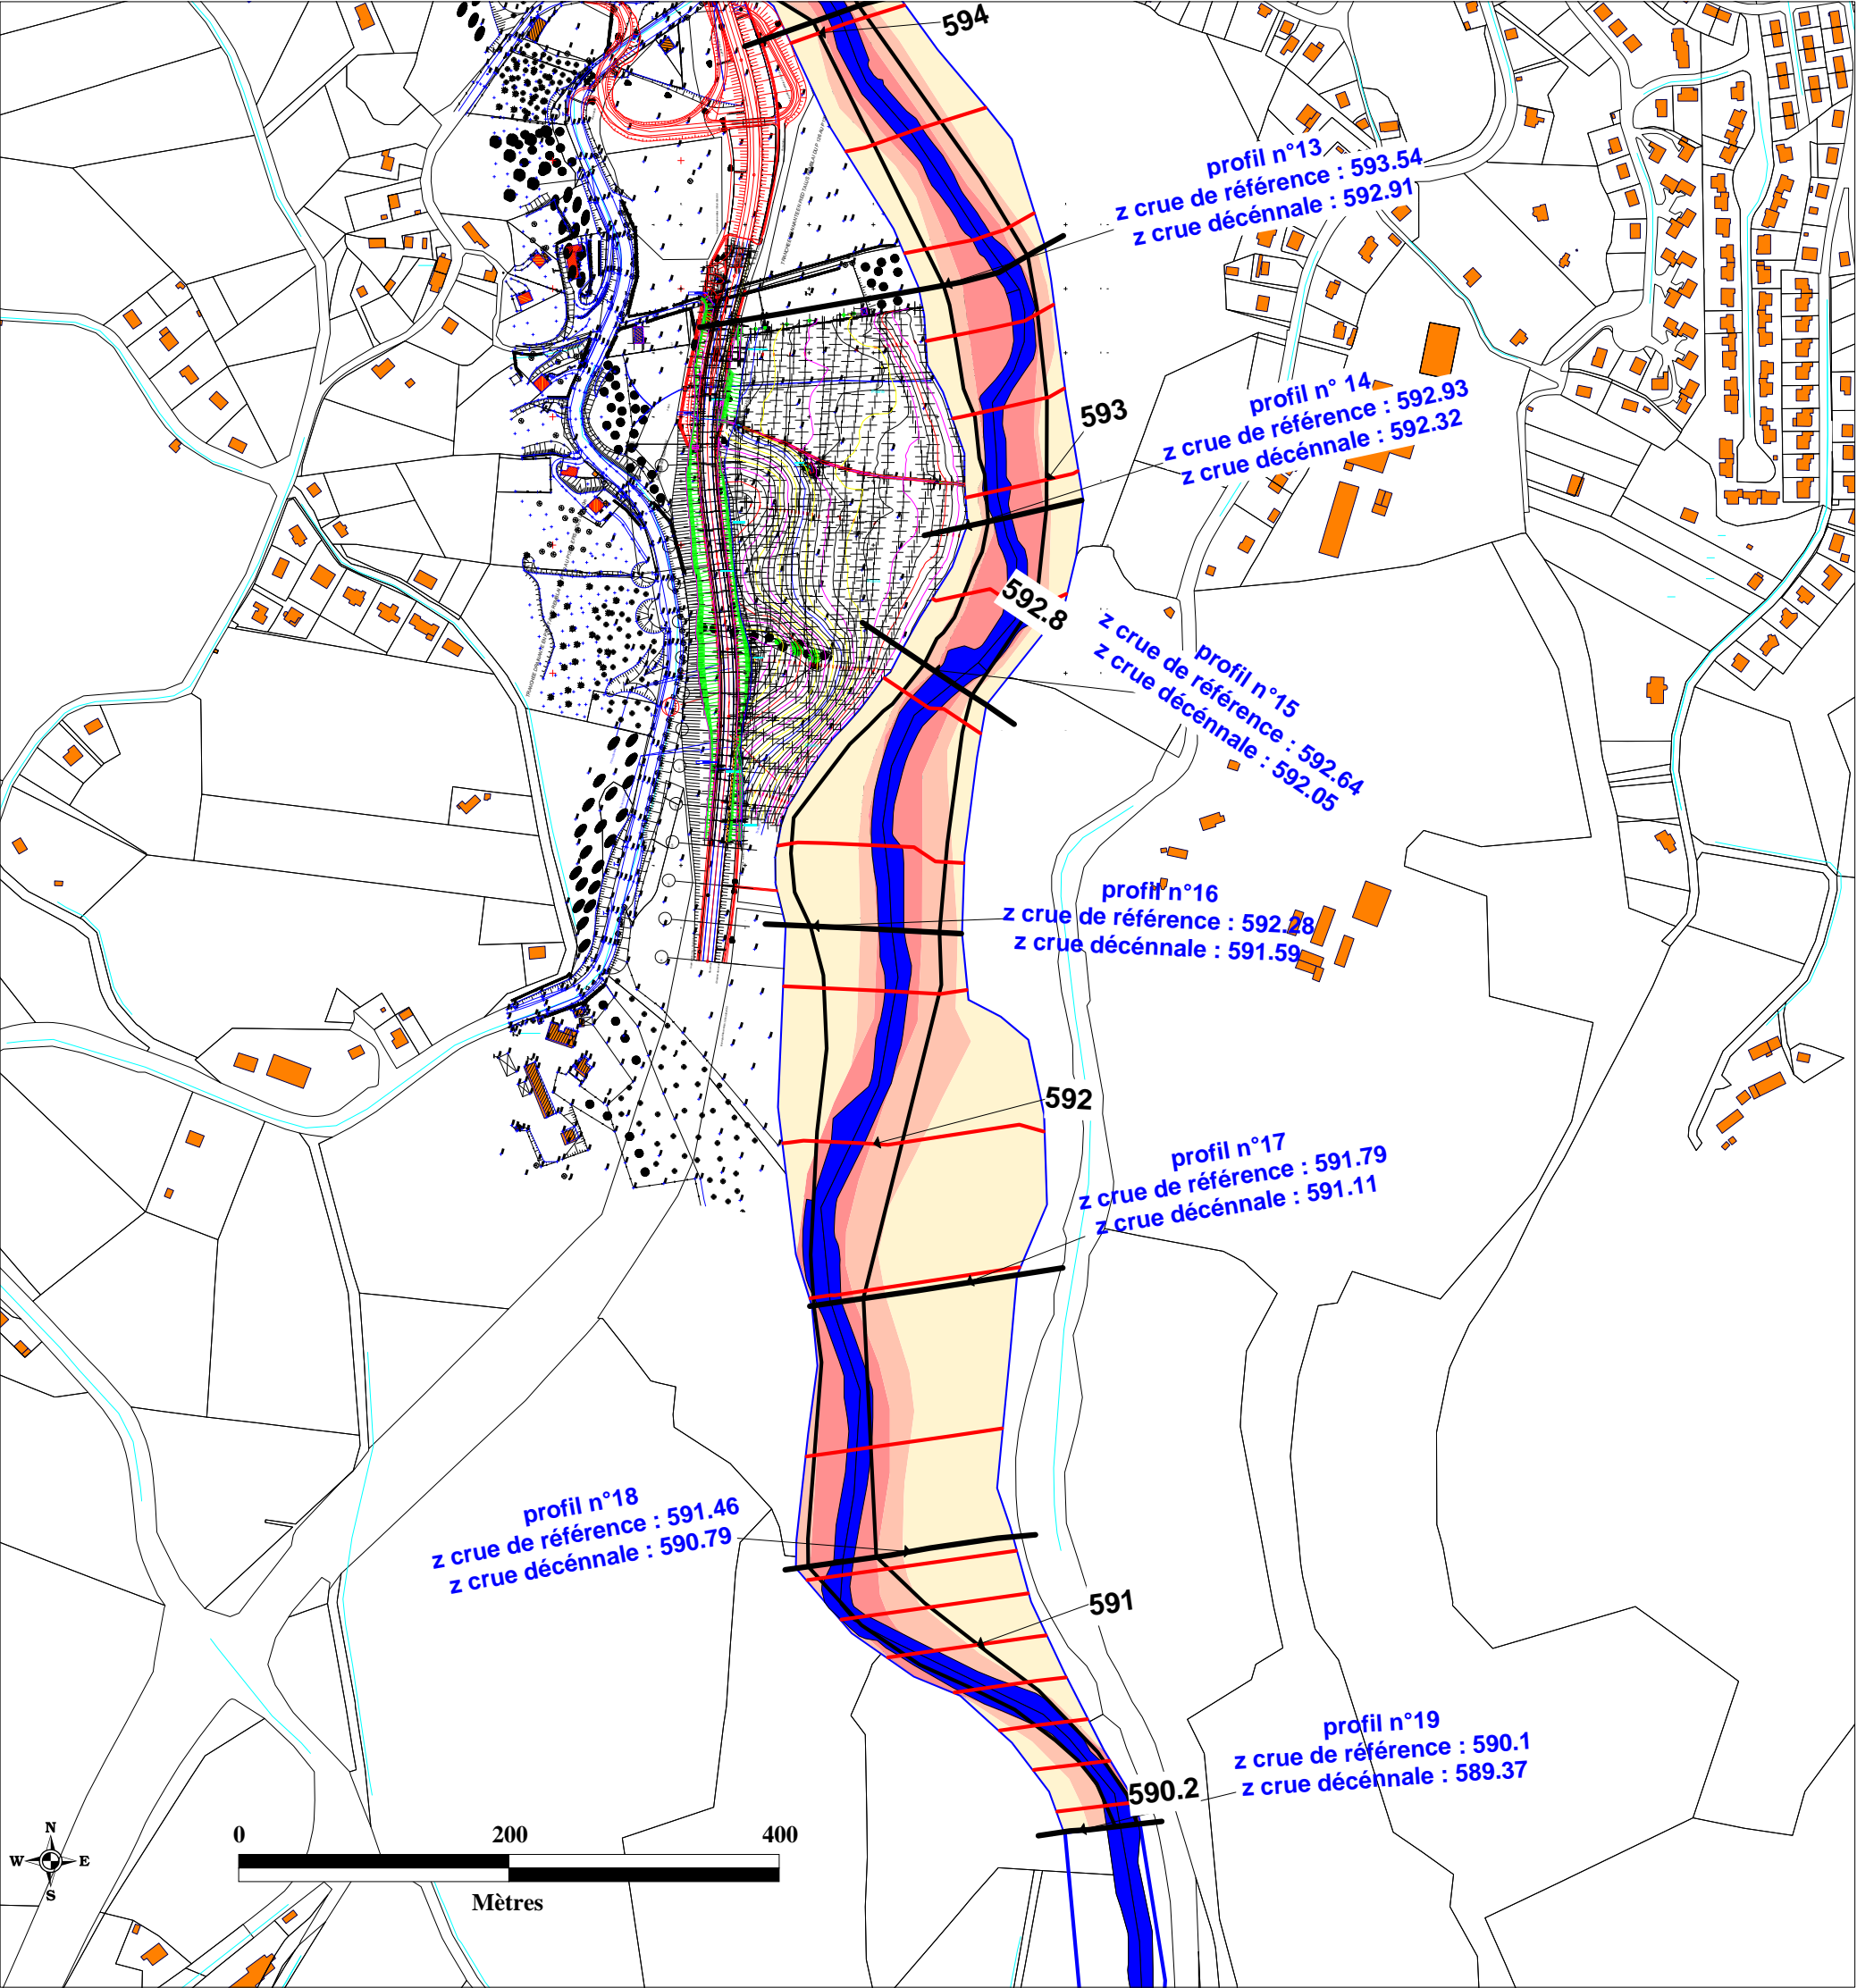 594
profil n°13
z crue de référence : 593.54
z crue décénnale : 592.91
profil n° 14
z crue de référence : 592.93
z crue décénnale : 592.32
593
592.8
profil n°15
z crue de référence : 592.64
z crue décénnale : 592.05
profil n°16
z crue de référence : 592.28
z crue décénnale : 591.59
592
profil n°17
z crue de référence : 591.79
z crue décénnale : 591.11
profil n°18
z crue de référence : 591.46
z crue décénnale : 590.79
591
profil n°19
z crue de référence : 590.1
z crue décénnale : 589.37
590.2
N
W E
S
0 200 400
Mètres